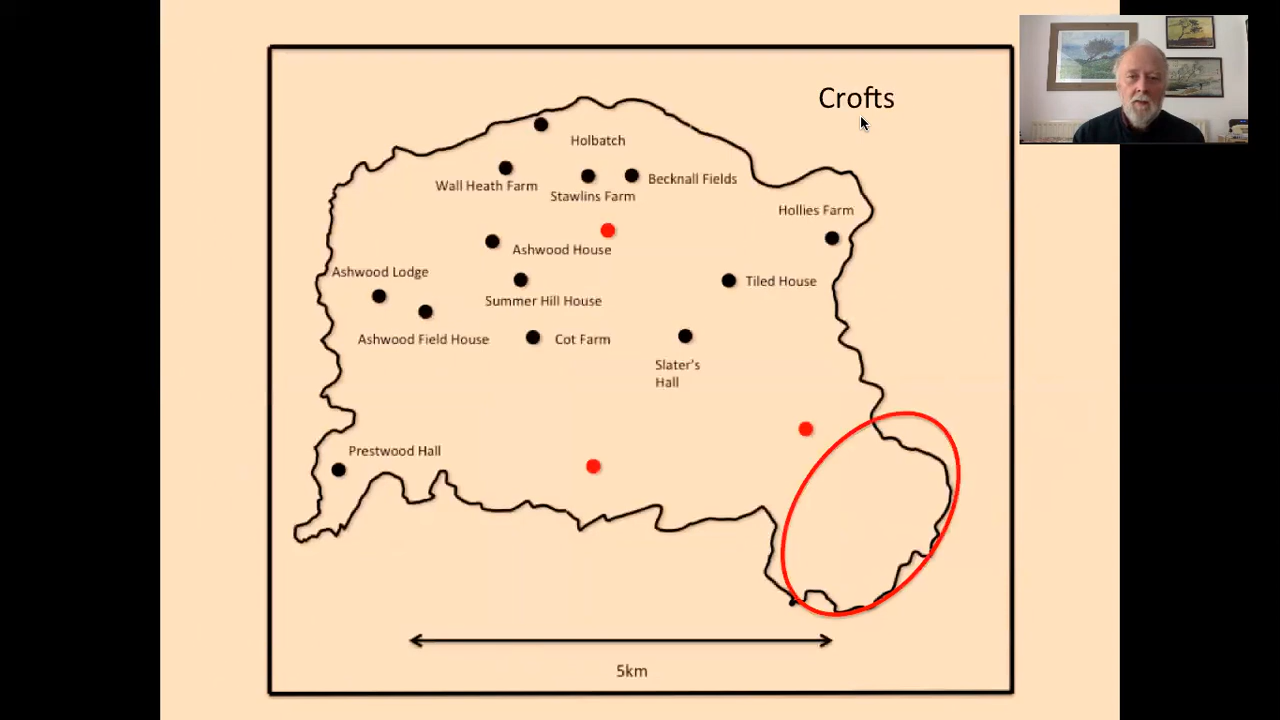 Crofts
Holbatch
Wall Heath Farm
Stawlins Farm
Becknall Fields
Hollies Farm
Ashwood House
Ashwood Lodge
Tiled House
Summer Hill House
Ashwood Field House
Cot Farm
Slater's
Hall
Prestwood Hall
5km